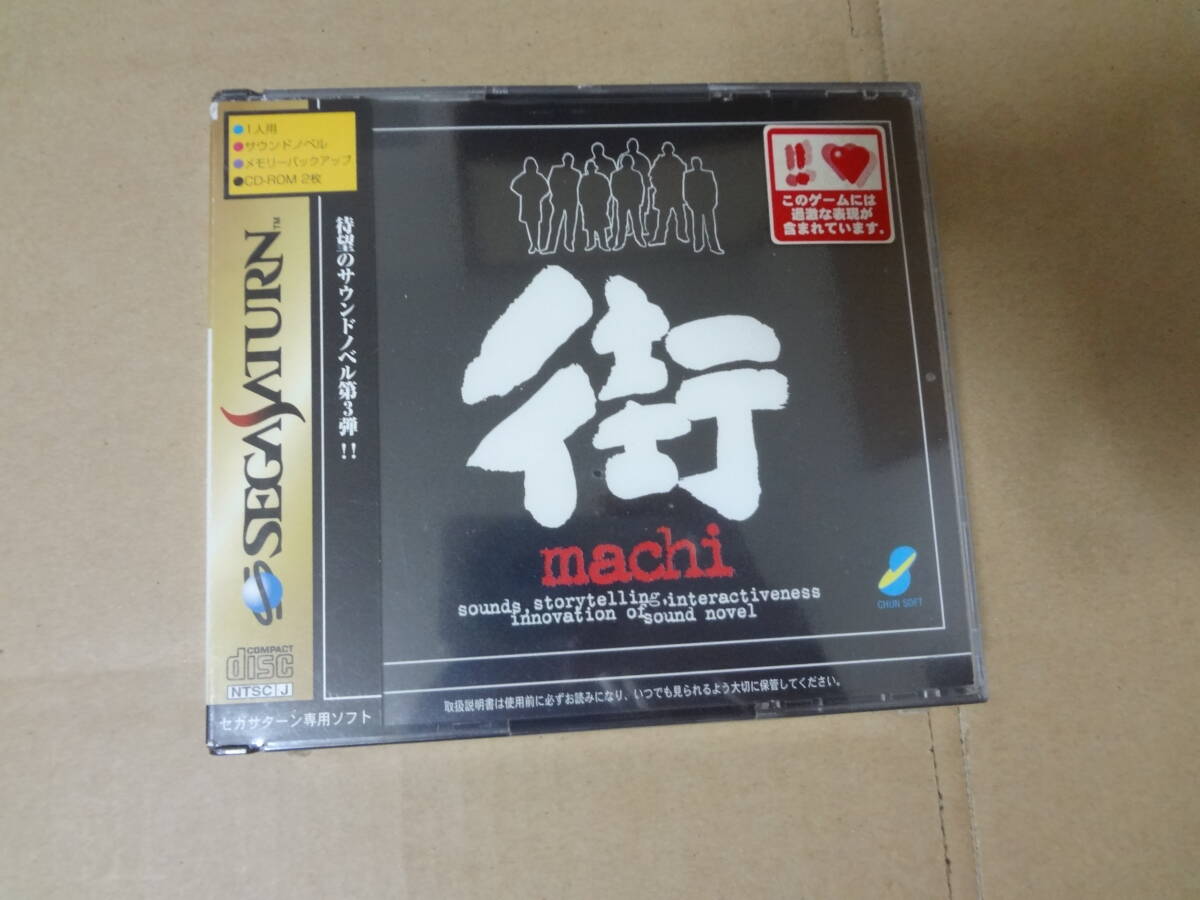 ●1人用
●サウンドノベル
●メモリーバックアップ
●CD-ROM 2枚
SEGA SATURN™
COMPACT
disc
NTSC J
セガサターン専用ソフト
待望のサウンドノベル第3弾!!
!!
このゲームには
過激な表現が
含まれています。
街
machi
sounds, storytelling, interactiveness
innovation of sound novel
CHUN SOFT
取扱説明書は使用前に必ずお読みになり、いつでも見られるよう大切に保管してください。